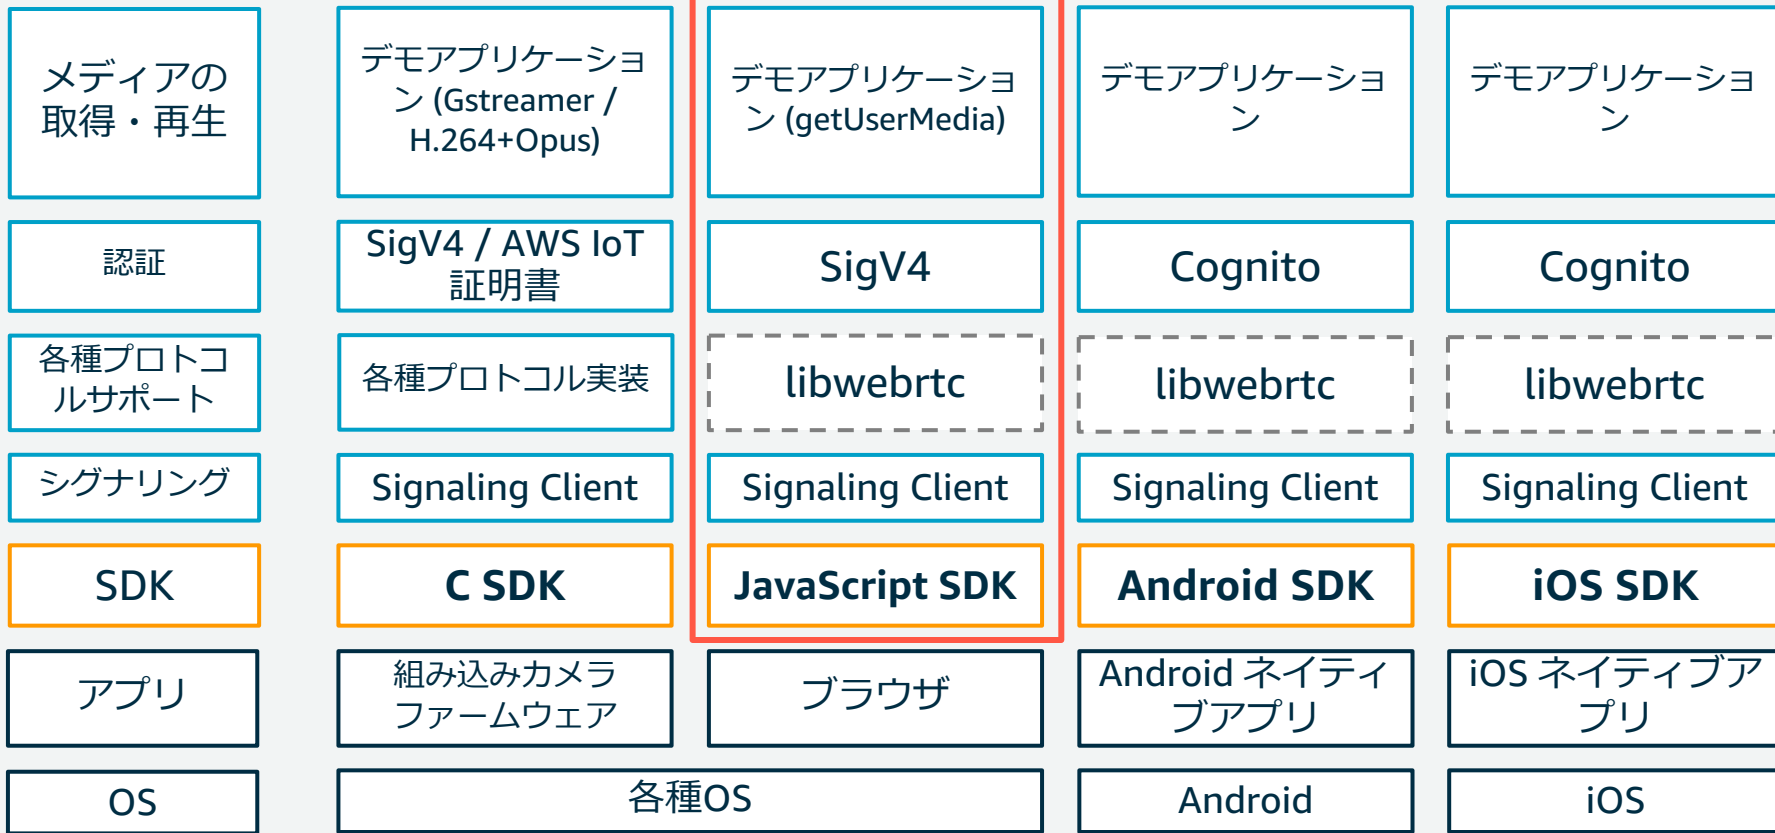 メディアの
取得・再生
デモアプリケーショ
ン (Gstreamer /
H.264+Opus)
デモアプリケーショ
ン (getUserMedia)
デモアプリケーショ
ン
デモアプリケーショ
ン
認証
SigV4 / AWS IoT
証明書
SigV4
Cognito
Cognito
各種プロトコ
ルサポート
各種プロトコル実装
libwebrtc
libwebrtc
libwebrtc
シグナリング
Signaling Client
Signaling Client
Signaling Client
Signaling Client
SDK
C SDK
JavaScript SDK
Android SDK
iOS SDK
アプリ
組み込みカメラ
ファームウェア
ブラウザ
Android ネイティ
ブアプリ
iOS ネイティブア
プリ
OS
各種OS
Android
iOS